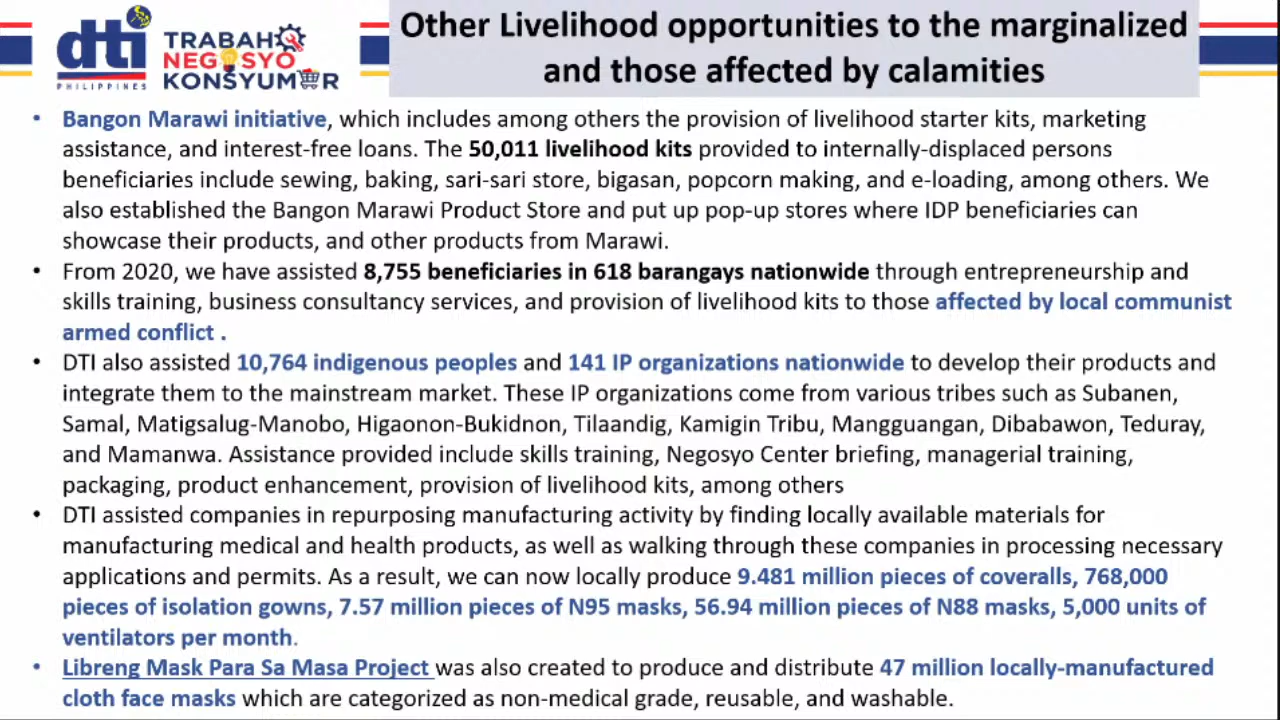 dti
PHILIPPINES
TRABAHO
NEGOSYO
KONSYUMER
Other Livelihood opportunities to the marginalized
and those affected by calamities
• Bangon Marawi initiative, which includes among others the provision of livelihood starter kits, marketing
assistance, and interest-free loans. The 50,011 livelihood kits provided to internally-displaced persons
beneficiaries include sewing, baking, sari-sari store, bigasan, popcorn making, and e-loading, among others. We
also established the Bangon Marawi Product Store and put up pop-up stores where IDP beneficiaries can
showcase their products, and other products from Marawi.
• From 2020, we have assisted 8,755 beneficiaries in 618 barangays nationwide through entrepreneurship and
skills training, business consultancy services, and provision of livelihood kits to those affected by local communist
armed conflict .
• DTI also assisted 10,764 indigenous peoples and 141 IP organizations nationwide to develop their products and
integrate them to the mainstream market. These IP organizations come from various tribes such as Subanen,
Samal, Matigsalug-Manobo, Higaonon-Bukidnon, Tilaandig, Kamigin Tribu, Mangguangan, Dibabawon, Teduray,
and Mamanwa. Assistance provided include skills training, Negosyo Center briefing, managerial training,
packaging, product enhancement, provision of livelihood kits, among others
• DTI assisted companies in repurposing manufacturing activity by finding locally available materials for
manufacturing medical and health products, as well as walking through these companies in processing necessary
applications and permits. As a result, we can now locally produce 9.481 million pieces of coveralls, 768,000
pieces of isolation gowns, 7.57 million pieces of N95 masks, 56.94 million pieces of N88 masks, 5,000 units of
ventilators per month.
• Libreng Mask Para Sa Masa Project was also created to produce and distribute 47 million locally-manufactured
cloth face masks which are categorized as non-medical grade, reusable, and washable.